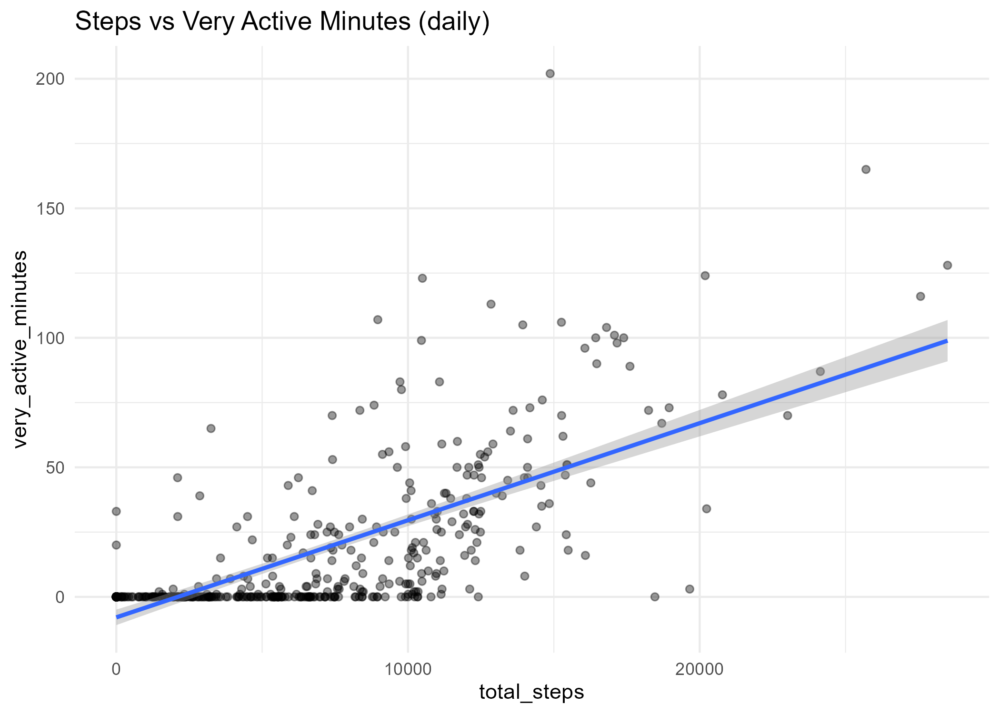 Steps vs Very Active Minutes (daily)
very_active_minutes
200
150
100
50
0
0 10000 20000
total_steps